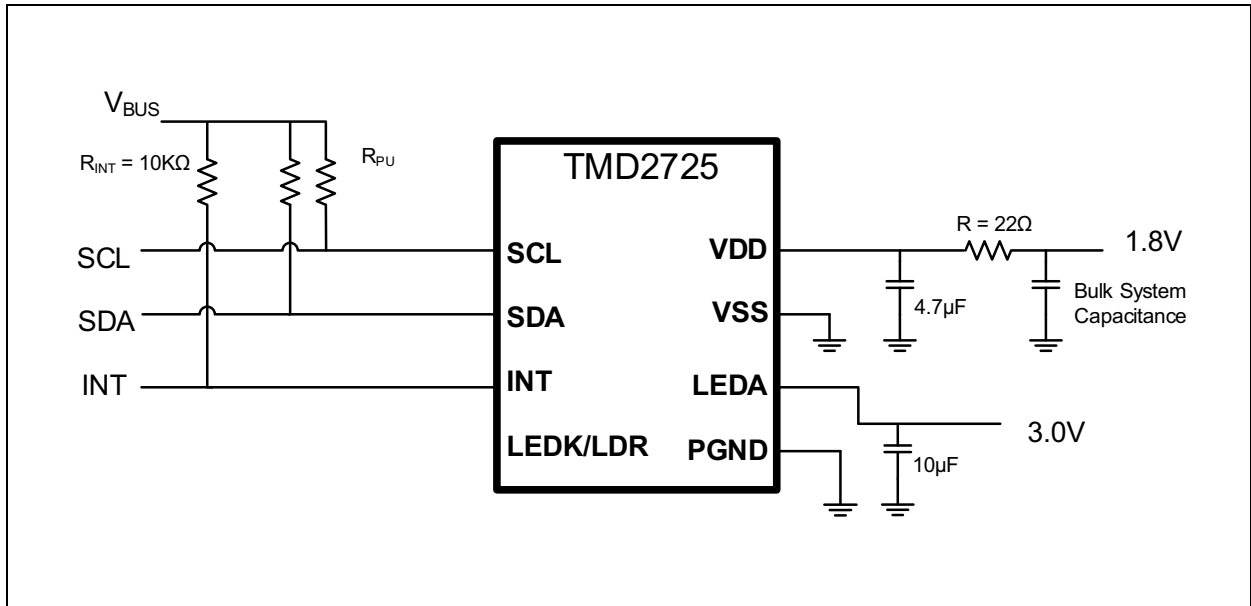 VBUS
RINT = 10KΩ
RPU
TMD2725
R = 22Ω
1.8V
SCL
SCL
VDD
Bulk System
Capacitance
4.7µF
SDA
SDA
VSS
INT
INT
LEDA
3.0V
LEDK/LDR
PGND
10µF